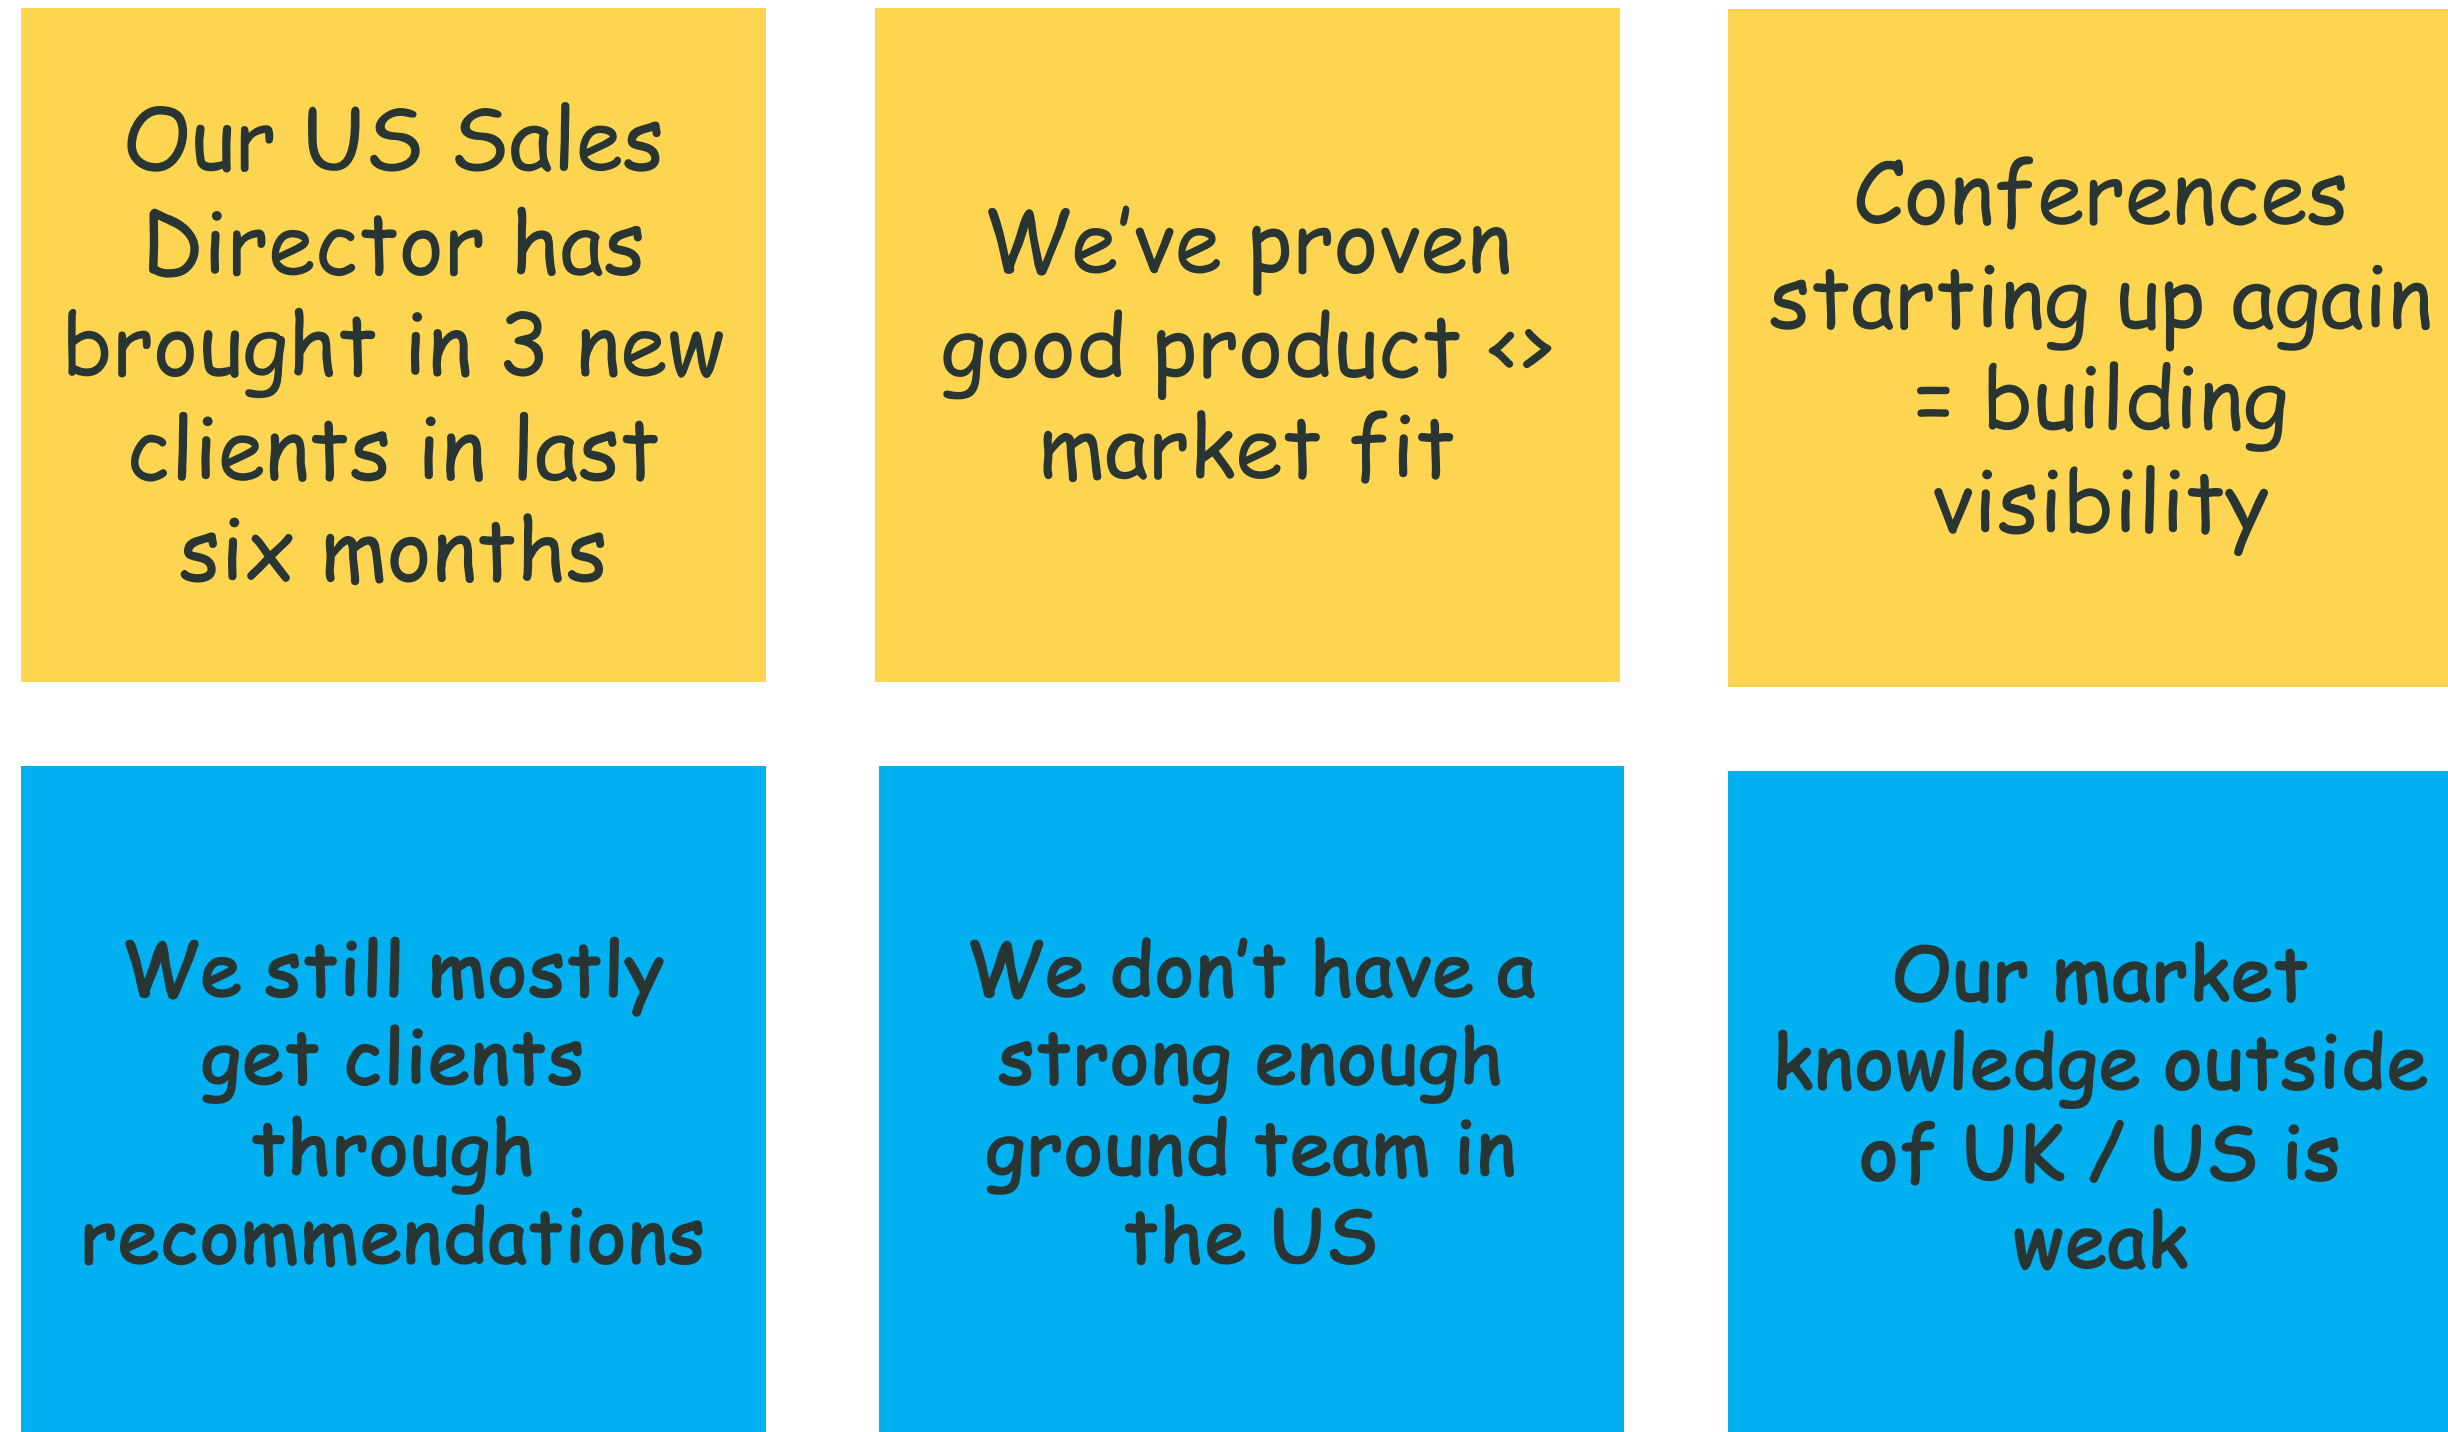 Our US Sales
Director has
brought in 3 new
clients in last
six months
We've proven
good product <>
market fit
Conferences
starting up again
= building
visibility
We still mostly
get clients
through
recommendations
We don't have a
strong enough
ground team in
the US
Our market
knowledge outside
of UK / US is
weak